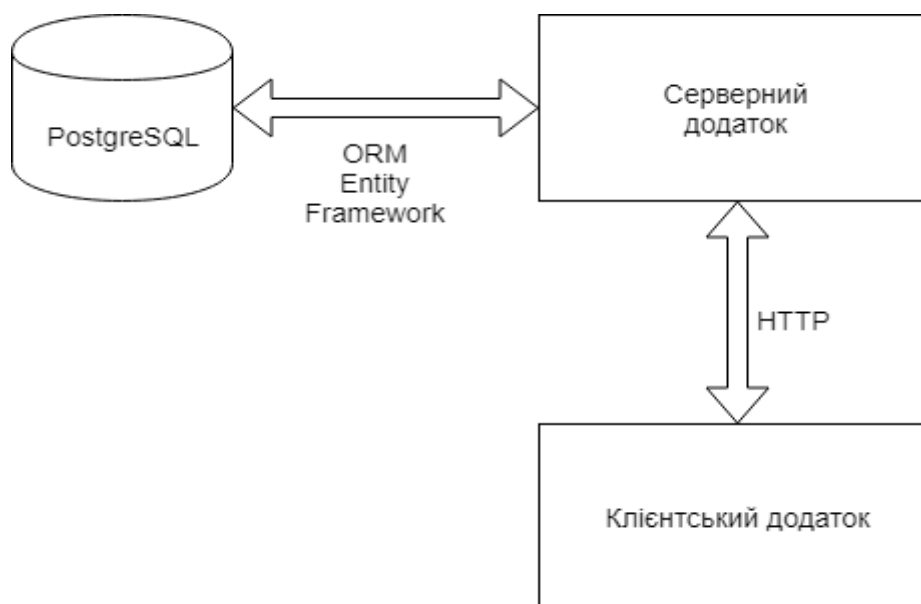 Серверний
додаток
PostgreSQL
ORM
Entity
Framework
HTTP
Клієнтський додаток